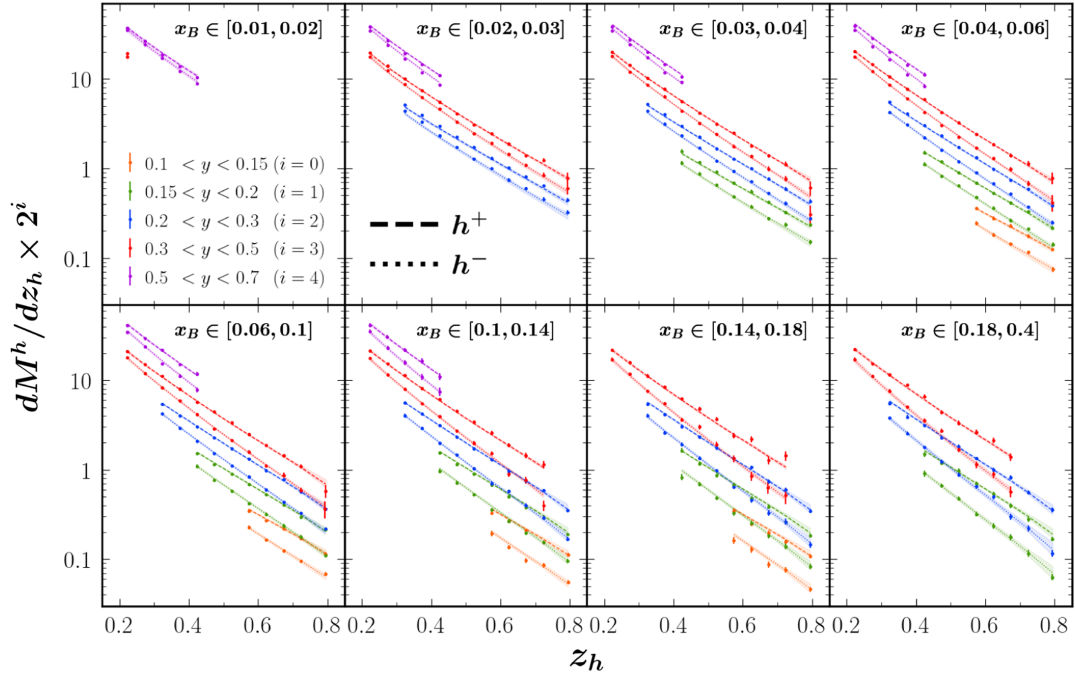 x_B ∈ [0.01, 0.02]
x_B ∈ [0.02, 0.03]
x_B ∈ [0.03, 0.04]
x_B ∈ [0.04, 0.06]
10
1
0.1
0.1 < y < 0.15 (i = 0)
0.15 < y < 0.2 (i = 1)
0.2 < y < 0.3 (i = 2)
0.3 < y < 0.5 (i = 3)
0.5 < y < 0.7 (i = 4)
h^+
h^−
dM^h/dz_h × 2^i
x_B ∈ [0.06, 0.1]
x_B ∈ [0.1, 0.14]
x_B ∈ [0.14, 0.18]
x_B ∈ [0.18, 0.4]
10
1
0.1
0.2 0.4 0.6 0.8 0.2 0.4 0.6 0.8 0.2 0.4 0.6 0.8 0.2 0.4 0.6 0.8
z_h